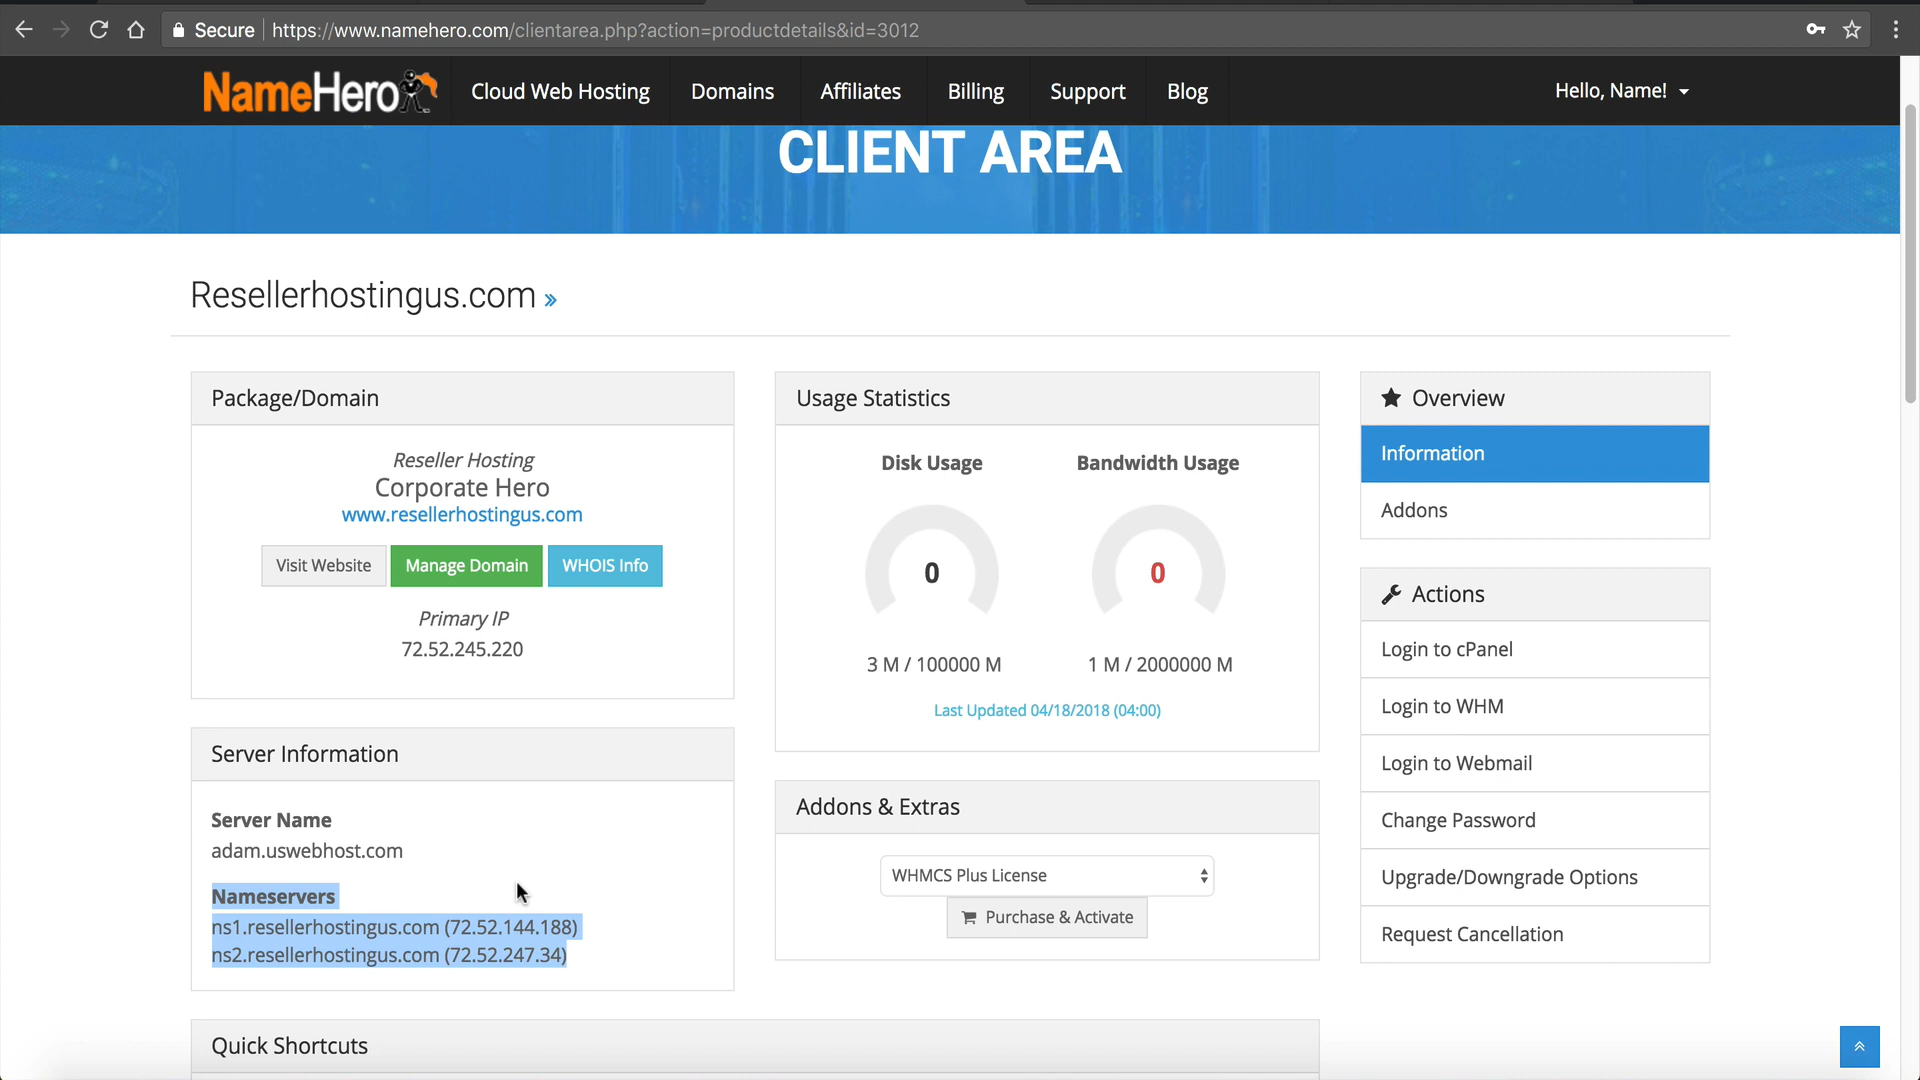 Secure https://www.namehero.com/clientarea.php?action=productdetails&id=3012
NameHero
Cloud Web Hosting
Domains
Affiliates
Billing
Support
Blog
Hello, Name!
CLIENT AREA
Resellerhostingus.com »
Package/Domain
Reseller Hosting
Corporate Hero
www.resellerhostingus.com
Visit Website
Manage Domain
WHOIS Info
Primary IP
72.52.245.220
Server Information
Server Name
adam.uswebhost.com
Nameservers
ns1.resellerhostingus.com (72.52.144.188)
ns2.resellerhostingus.com (72.52.247.34)
Quick Shortcuts
Usage Statistics
Disk Usage
Bandwidth Usage
0
0
3 M / 100000 M
1 M / 2000000 M
Last Updated 04/18/2018 (04:00)
Addons & Extras
WHMCS Plus License
Purchase & Activate
Overview
Information
Addons
Actions
Login to cPanel
Login to WHM
Login to Webmail
Change Password
Upgrade/Downgrade Options
Request Cancellation